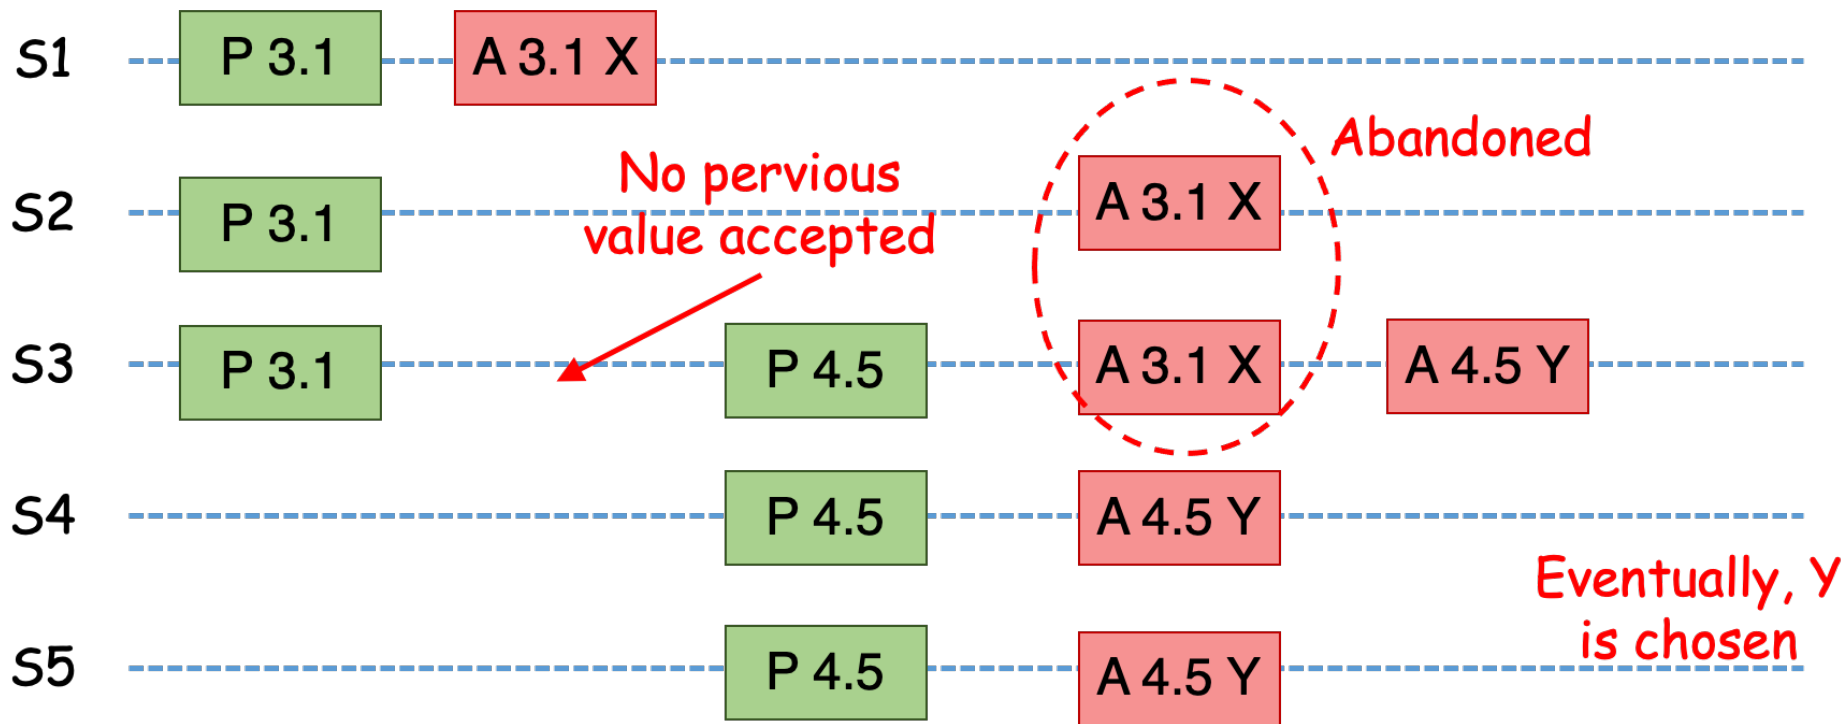 S1
P 3.1
A 3.1 X
Abandoned
S2
P 3.1
No pervious
value accepted
A 3.1 X
S3
P 3.1
P 4.5
A 3.1 X
A 4.5 Y
S4
P 4.5
A 4.5 Y
Eventually, Y
is chosen
S5
P 4.5
A 4.5 Y